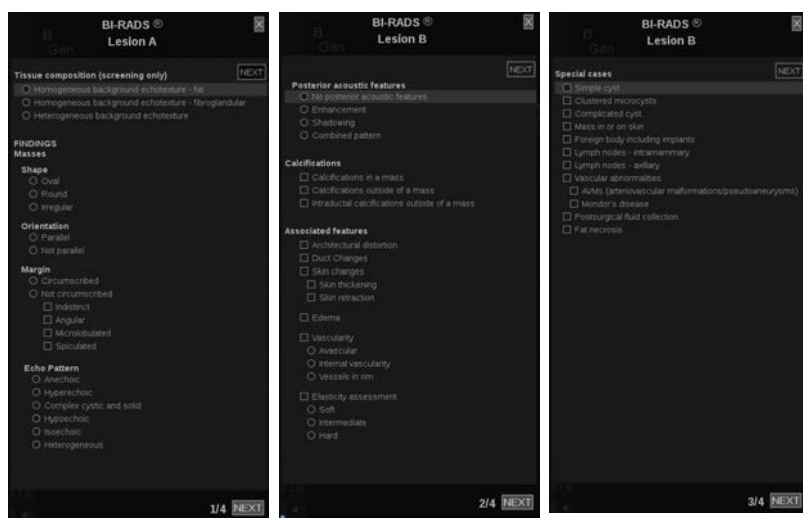 BI-RADS ®
X
B
Gen
Lesion A
NEXT
Tissue composition (screening only)
Homogeneous background echotexture - fat
Homogeneous background echotexture - fibroglandular
Heterogeneous background echotexture
FINDINGS
Masses
Shape
Oval
Round
Irregular
Orientation
Parallel
Not parallel
Margin
Circumscribed
Not circumscribed
Indistinct
Angular
Microlobulated
Spiculated
Echo Pattern
Anechoic
Hyperechoic
Complex cystic and solid
Hypoechoic
Isoechoic
Heterogeneous
1/4 NEXT
BI-RADS ®
X
B
Gen
Lesion B
NEXT
Posterior acoustic features
No posterior acoustic features
Enhancement
Shadowing
Combined pattern
Calcifications
Calcifications in a mass
Calcifications outside of a mass
Intraductal calcifications outside of a mass
Associated features
Architectural distortion
Duct Changes
Skin changes
Skin thickening
Skin retraction
Edema
Vascularity
Avascular
Internal vascularity
Vessels in rim
Elasticity assessment
Soft
Intermediate
Hard
2/4 NEXT
BI-RADS ®
X
B
Gen
Lesion B
NEXT
Special cases
Simple cyst
Clustered microcysts
Complicated cyst
Mass in or on skin
Foreign body including implants
Lymph nodes - intramammary
Lymph nodes - axillary
Vascular abnormalities
AVMs (arteriovascular malformations/pseudoaneurysms)
Mondor's disease
Postsurgical fluid collection
Fat necrosis
3/4 NEXT